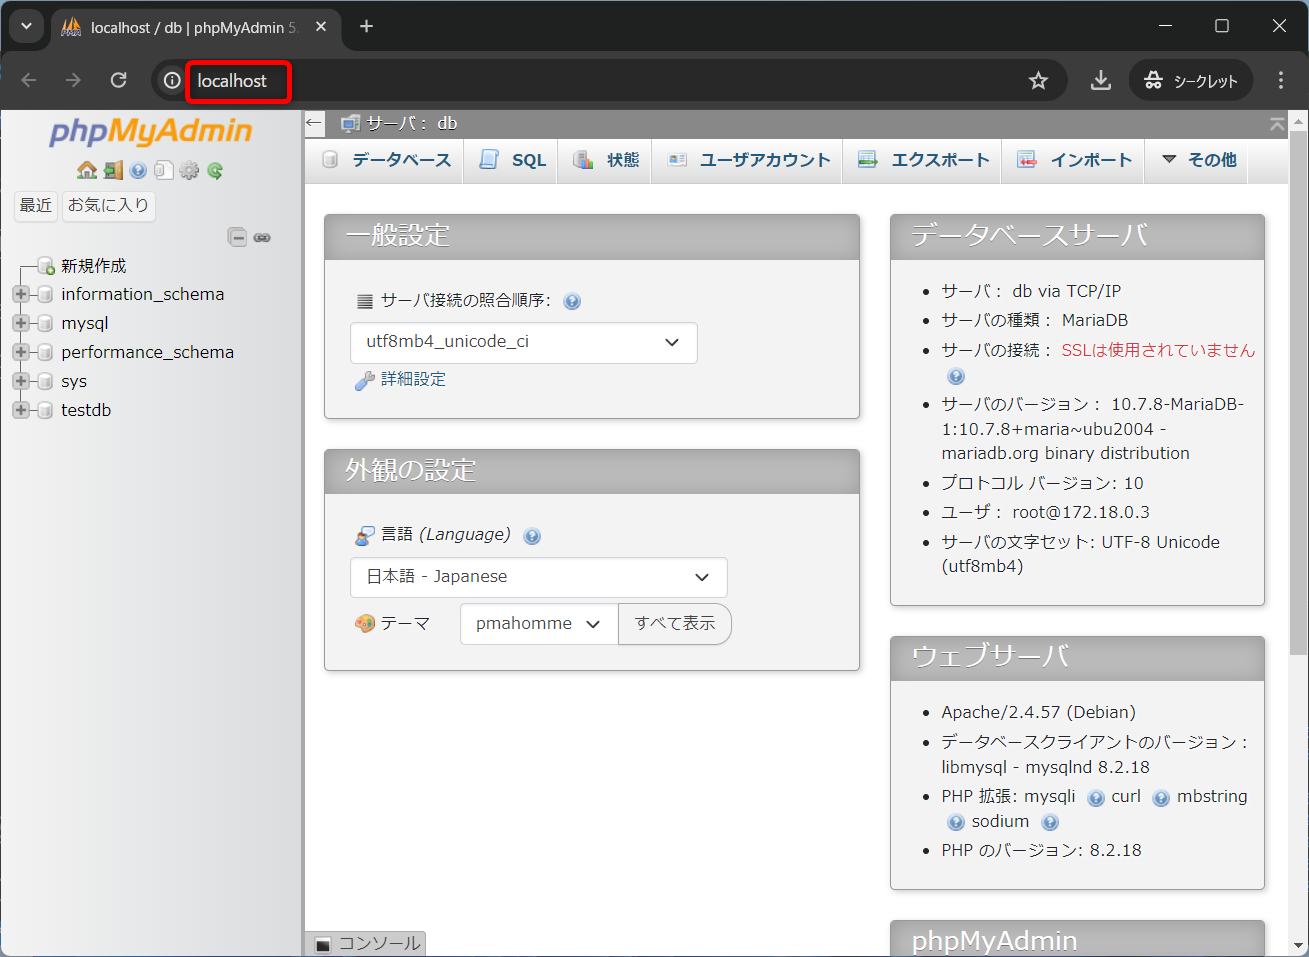 localhost / db | phpMyAdmin 5.
localhost
シークレット
phpMyAdmin
最近
お気に入り
新規作成
information_schema
mysql
performance_schema
sys
testdb
サーバ： db
データベース
SQL
状態
ユーザアカウント
エクスポート
インポート
その他
一般設定
サーバ接続の照合順序:
utf8mb4_unicode_ci
詳細設定
外観の設定
言語 (Language)
日本語 - Japanese
テーマ
pmahomme
すべて表示
データベースサーバ
サーバ： db via TCP/IP
サーバの種類： MariaDB
サーバの接続： SSLは使用されていません
サーバのバージョン： 10.7.8-MariaDB-
1:10.7.8+maria~ubu2004 -
mariadb.org binary distribution
プロトコル バージョン: 10
ユーザ： root@172.18.0.3
サーバの文字セット: UTF-8 Unicode
(utf8mb4)
ウェブサーバ
Apache/2.4.57 (Debian)
データベースクライアントのバージョン：
libmysql - mysqlnd 8.2.18
PHP 拡張: mysqli curl mbstring
sodium
PHP のバージョン: 8.2.18
phpMyAdmin
コンソール